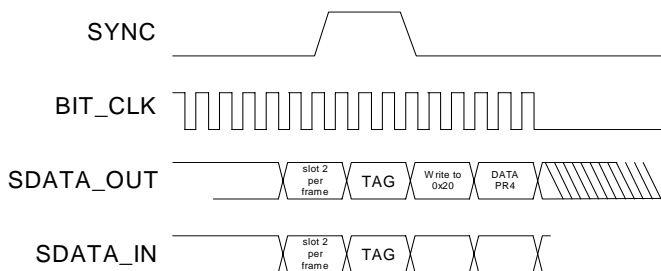 SYNC
BIT_CLK
SDATA_OUT
slot 2
per
frame
TAG
Write to
0x20
DATA
PR4
SDATA_IN
slot 2
per
frame
TAG